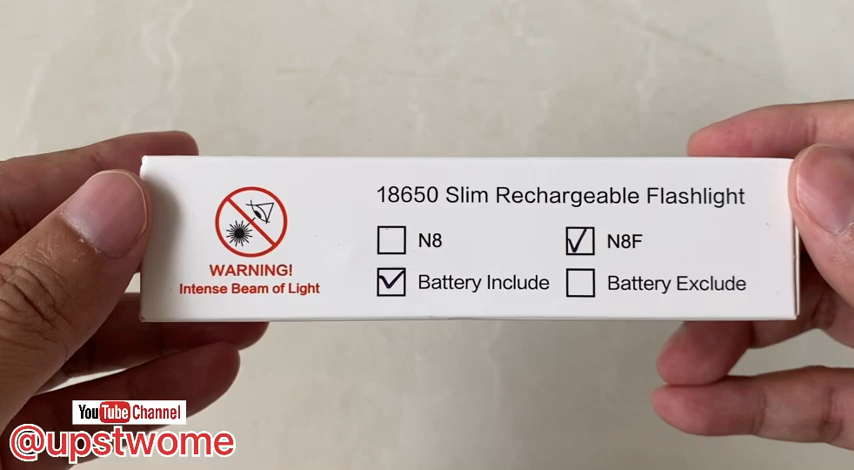 18650 Slim Rechargeable Flashlight
N8 N8F
Battery Include Battery Exclude
WARNING!
Intense Beam of Light
YouTube Channel
@upstwome